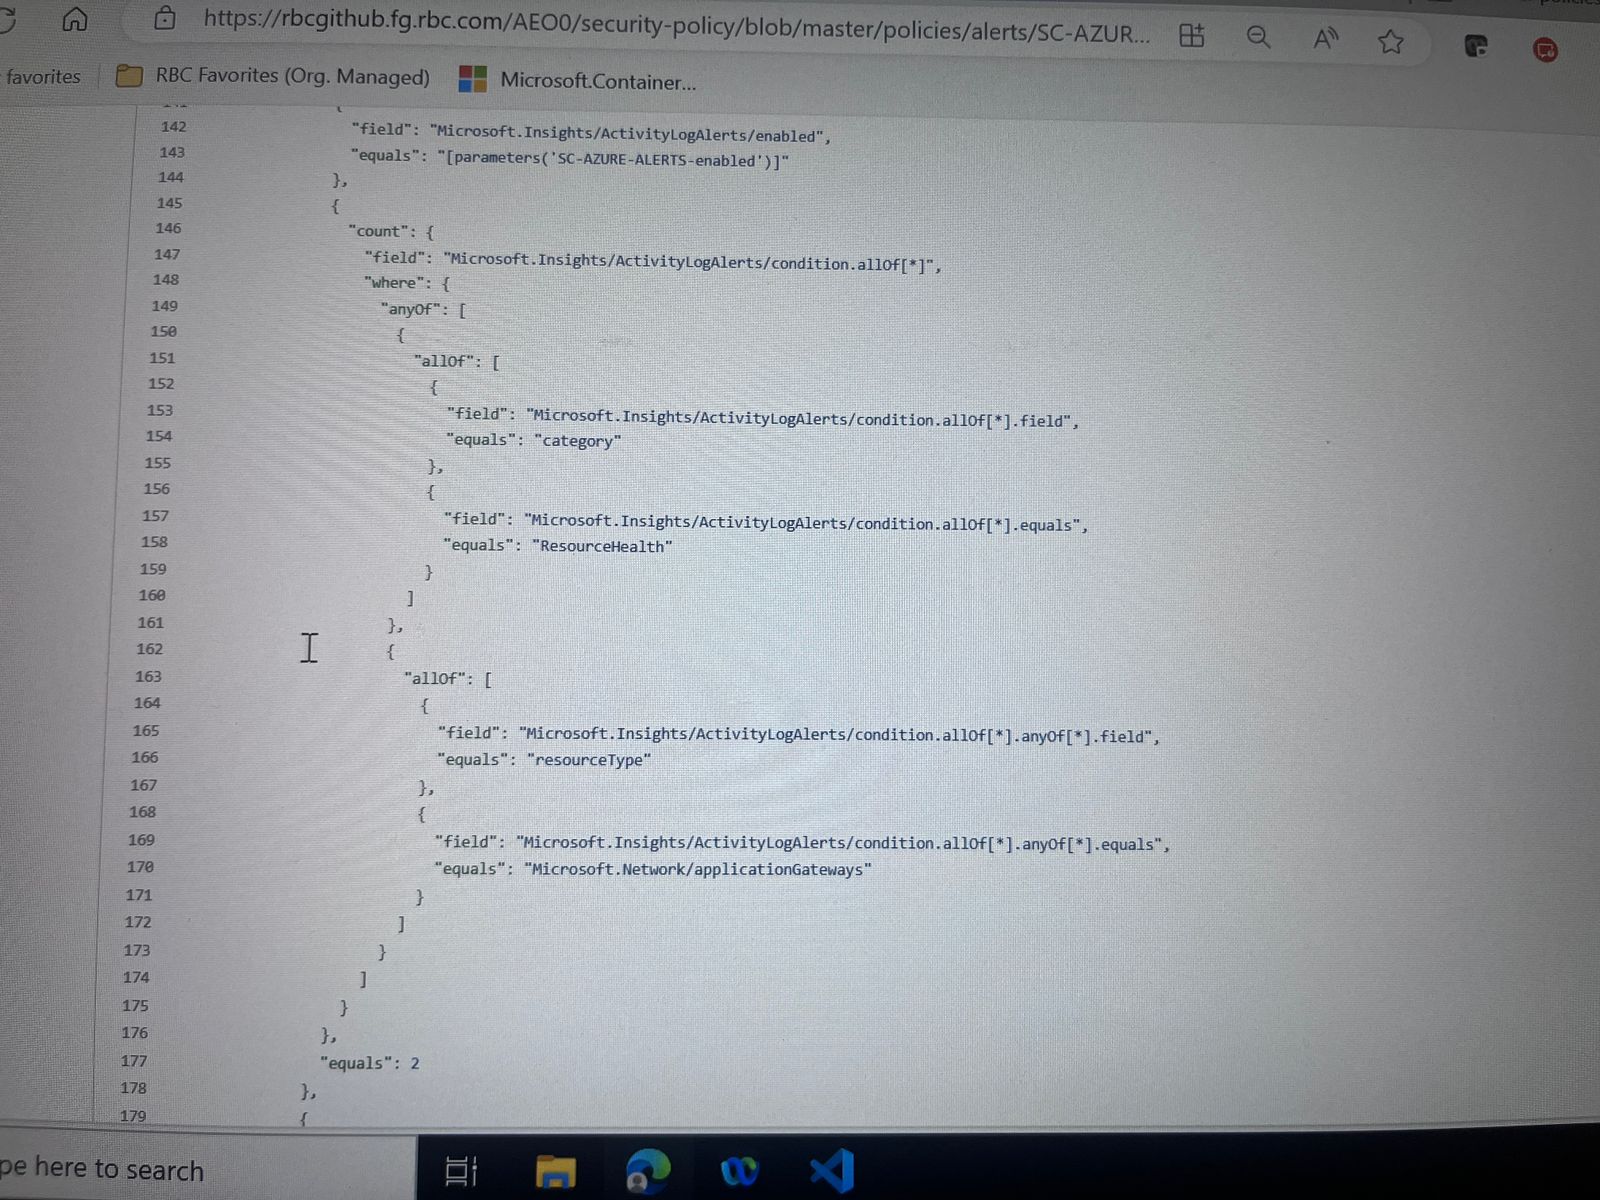 https://rbcgithub.fg.rbc.com/AEO0/security-policy/blob/master/policies/alerts/SC-AZUR...
favorites RBC Favorites (Org. Managed) Microsoft.Container...
{
142 "field": "Microsoft.Insights/ActivityLogAlerts/enabled",
143 "equals": "[parameters('SC-AZURE-ALERTS-enabled')]"
144 },
145 {
146 "count": {
147 "field": "Microsoft.Insights/ActivityLogAlerts/condition.allOf[*]",
148 "where": {
149 "anyOf": [
150 {
151 "allOf": [
152 {
153 "field": "Microsoft.Insights/ActivityLogAlerts/condition.allOf[*].field",
154 "equals": "category"
155 },
156 {
157 "field": "Microsoft.Insights/ActivityLogAlerts/condition.allOf[*].equals",
158 "equals": "ResourceHealth"
159 }
160 ]
161 },
162 {
163 "allOf": [
164 {
165 "field": "Microsoft.Insights/ActivityLogAlerts/condition.allOf[*].anyOf[*].field",
166 "equals": "resourceType"
167 },
168 {
169 "field": "Microsoft.Insights/ActivityLogAlerts/condition.allOf[*].anyOf[*].equals",
170 "equals": "Microsoft.Network/applicationGateways"
171 }
172 ]
173 }
174 ]
175 }
176 },
177 "equals": 2
178 },
179 {
pe here to search